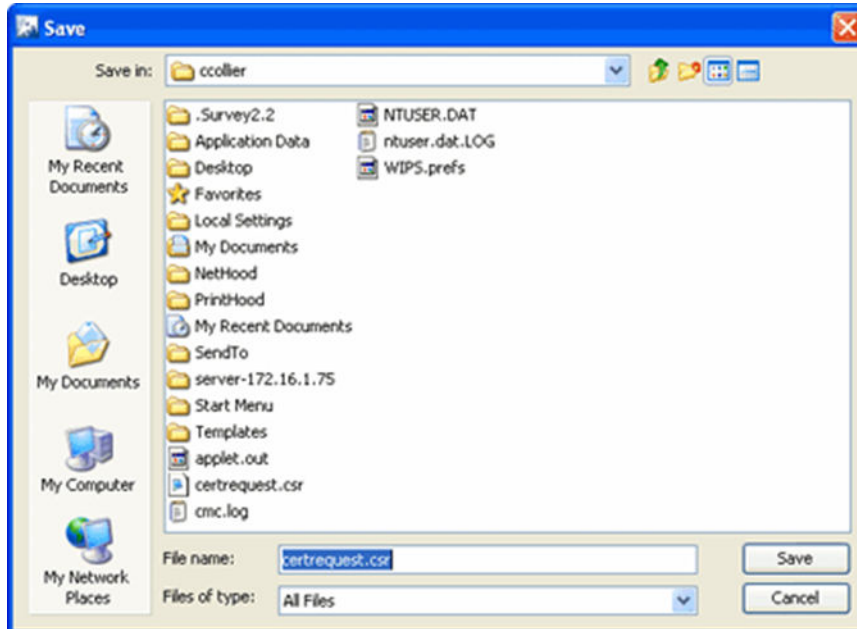 Save
Save in:
ccollier
My Recent
Documents
Desktop
My Documents
My Computer
My Network
Places
.Survey2.2
Application Data
Desktop
Favorites
Local Settings
My Documents
NetHood
PrintHood
My Recent Documents
SendTo
server-172.16.1.75
Start Menu
Templates
applet.out
certrequest.csr
cmc.log
NTUSER.DAT
ntuser.dat.LOG
WIPS.prefs
File name:
certrequest.csr
Save
Files of type:
All Files
Cancel